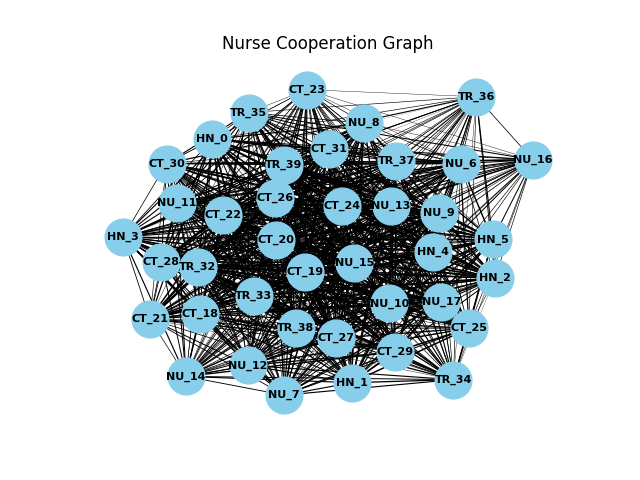 Nurse Cooperation Graph
CT_23
TR_36
TR_35
NU_8
HN_0
CT_31
NU_16
CT_30
TR_39
TR_37
NU_6
CT_26
NU_11
CT_22
CT_24
NU_13
NU_9
HN_3
CT_20
HN_5
HN_4
CT_28
TR_32
CT_19
NU_15
HN_2
TR_33
NU_10
NU_17
CT_21
CT_18
TR_38
CT_27
CT_25
CT_29
NU_12
NU_14
NU_7
HN_1
TR_34